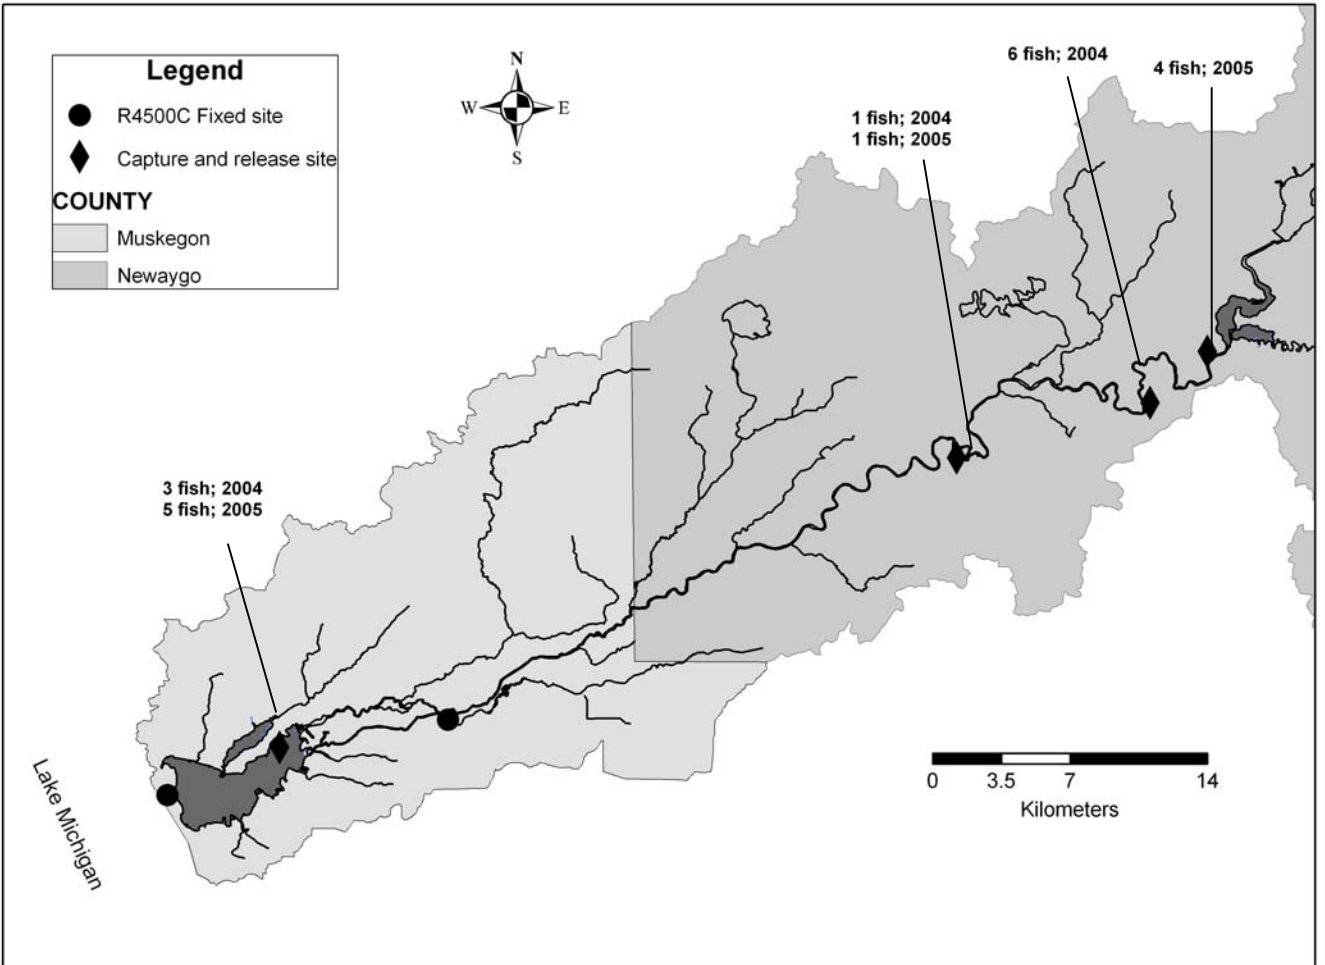 Legend
R4500C Fixed site
Capture and release site
COUNTY
Muskegon
Newaygo
N
W E
S
6 fish; 2004
4 fish; 2005
1 fish; 2004
1 fish; 2005
3 fish; 2004
5 fish; 2005
Lake Michigan
0 3.5 7 14
Kilometers